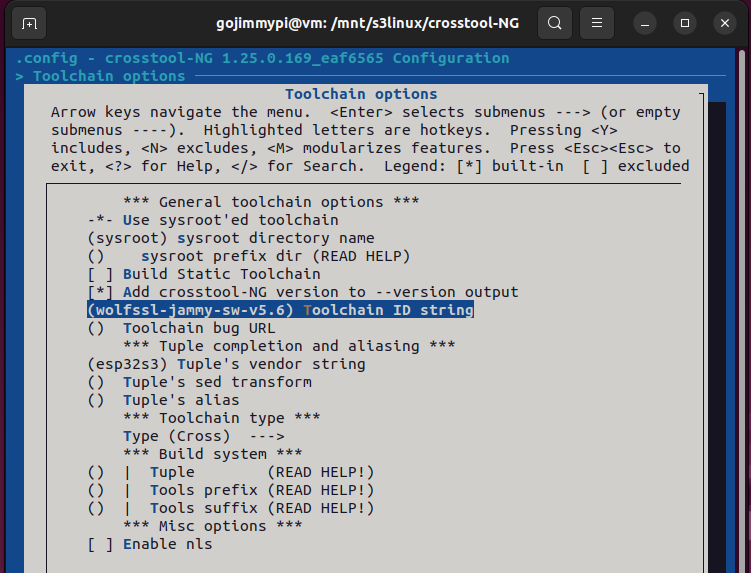 gojimmypi@vm: /mnt/s3linux/crosstool-NG
.config - crosstool-NG 1.25.0.169_eaf6565 Configuration
> Toolchain options
Toolchain options
Arrow keys navigate the menu.  <Enter> selects submenus ---> (or empty
submenus ----).  Highlighted letters are hotkeys.  Pressing <Y>
includes, <N> excludes, <M> modularizes features.  Press <Esc><Esc> to
exit, <?> for Help, </> for Search.  Legend: [*] built-in  [ ] excluded
*** General toolchain options ***
-*- Use sysroot'ed toolchain
(sysroot) sysroot directory name
()    sysroot prefix dir (READ HELP)
[ ] Build Static Toolchain
[*] Add crosstool-NG version to --version output
(wolfssl-jammy-sw-v5.6) Toolchain ID string
()  Toolchain bug URL
*** Tuple completion and aliasing ***
(esp32s3) Tuple's vendor string
()  Tuple's sed transform
()  Tuple's alias
*** Toolchain type ***
Type (Cross)  --->
*** Build system ***
()  |  Tuple        (READ HELP!)
()  |  Tools prefix (READ HELP!)
()  |  Tools suffix (READ HELP!)
*** Misc options ***
[ ] Enable nls